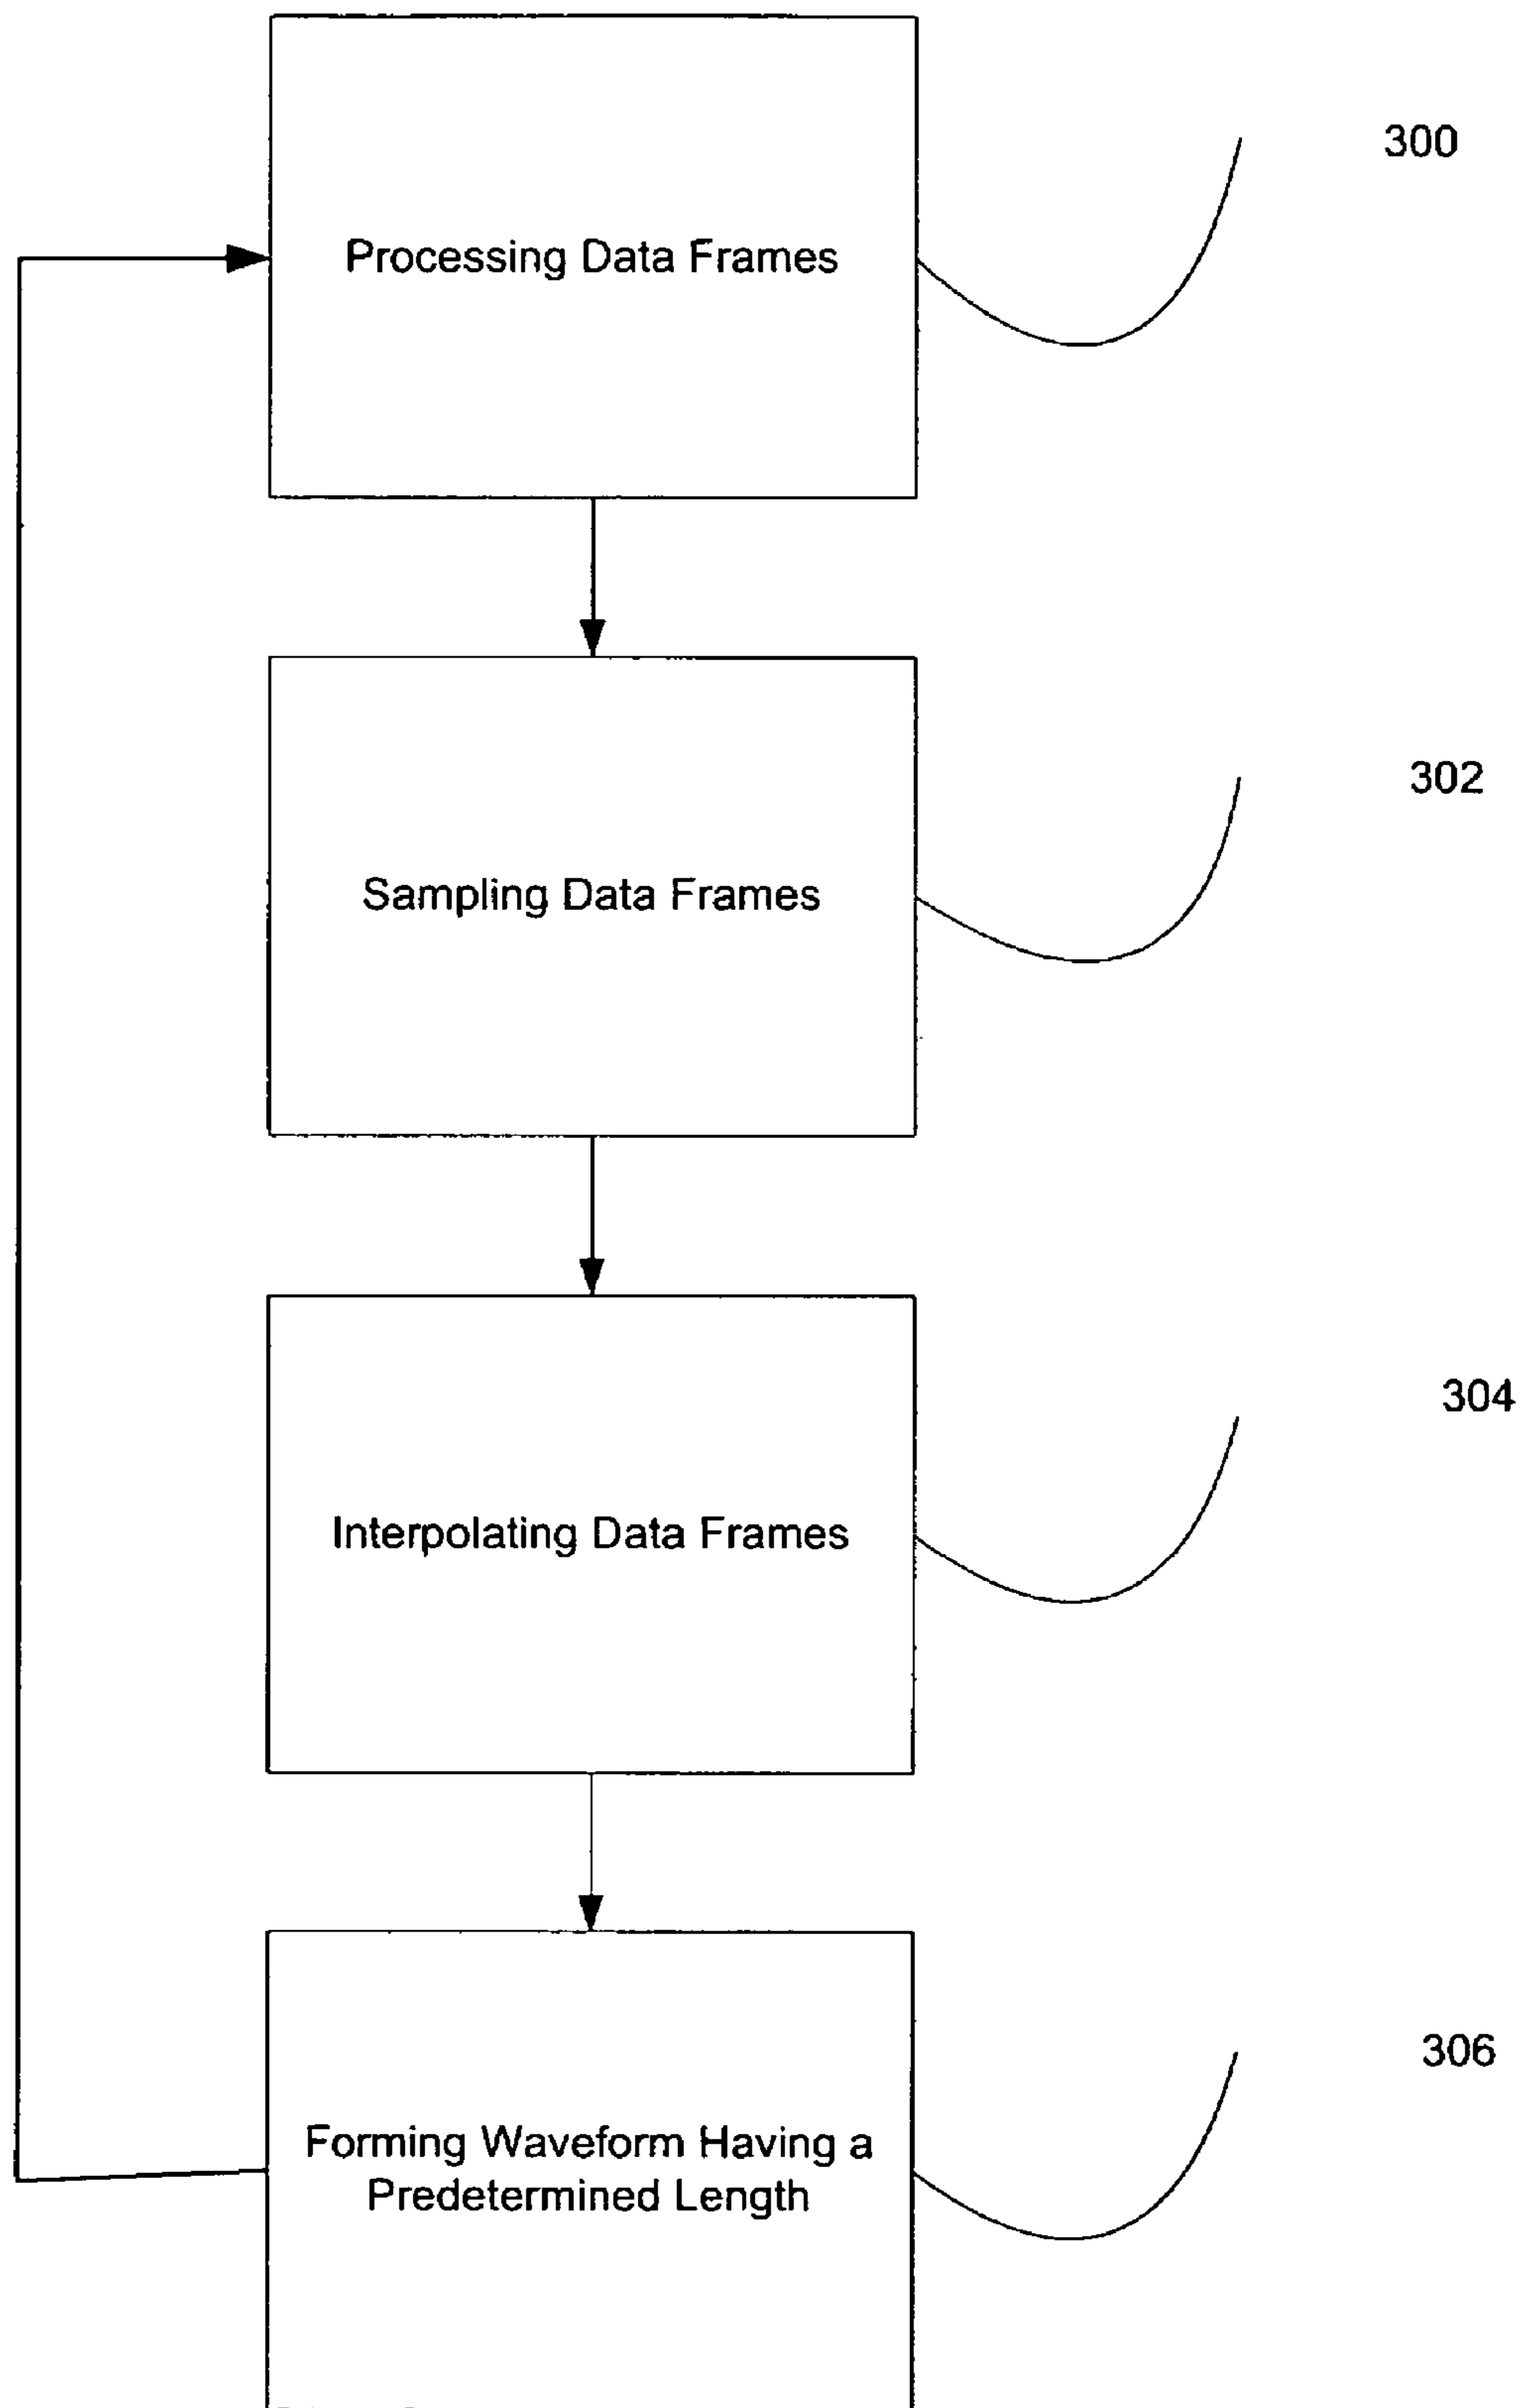 300
Processing Data Frames
302
Sampling Data Frames
304
Interpolating Data Frames
306
Forming Waveform Having a
Predetermined Length